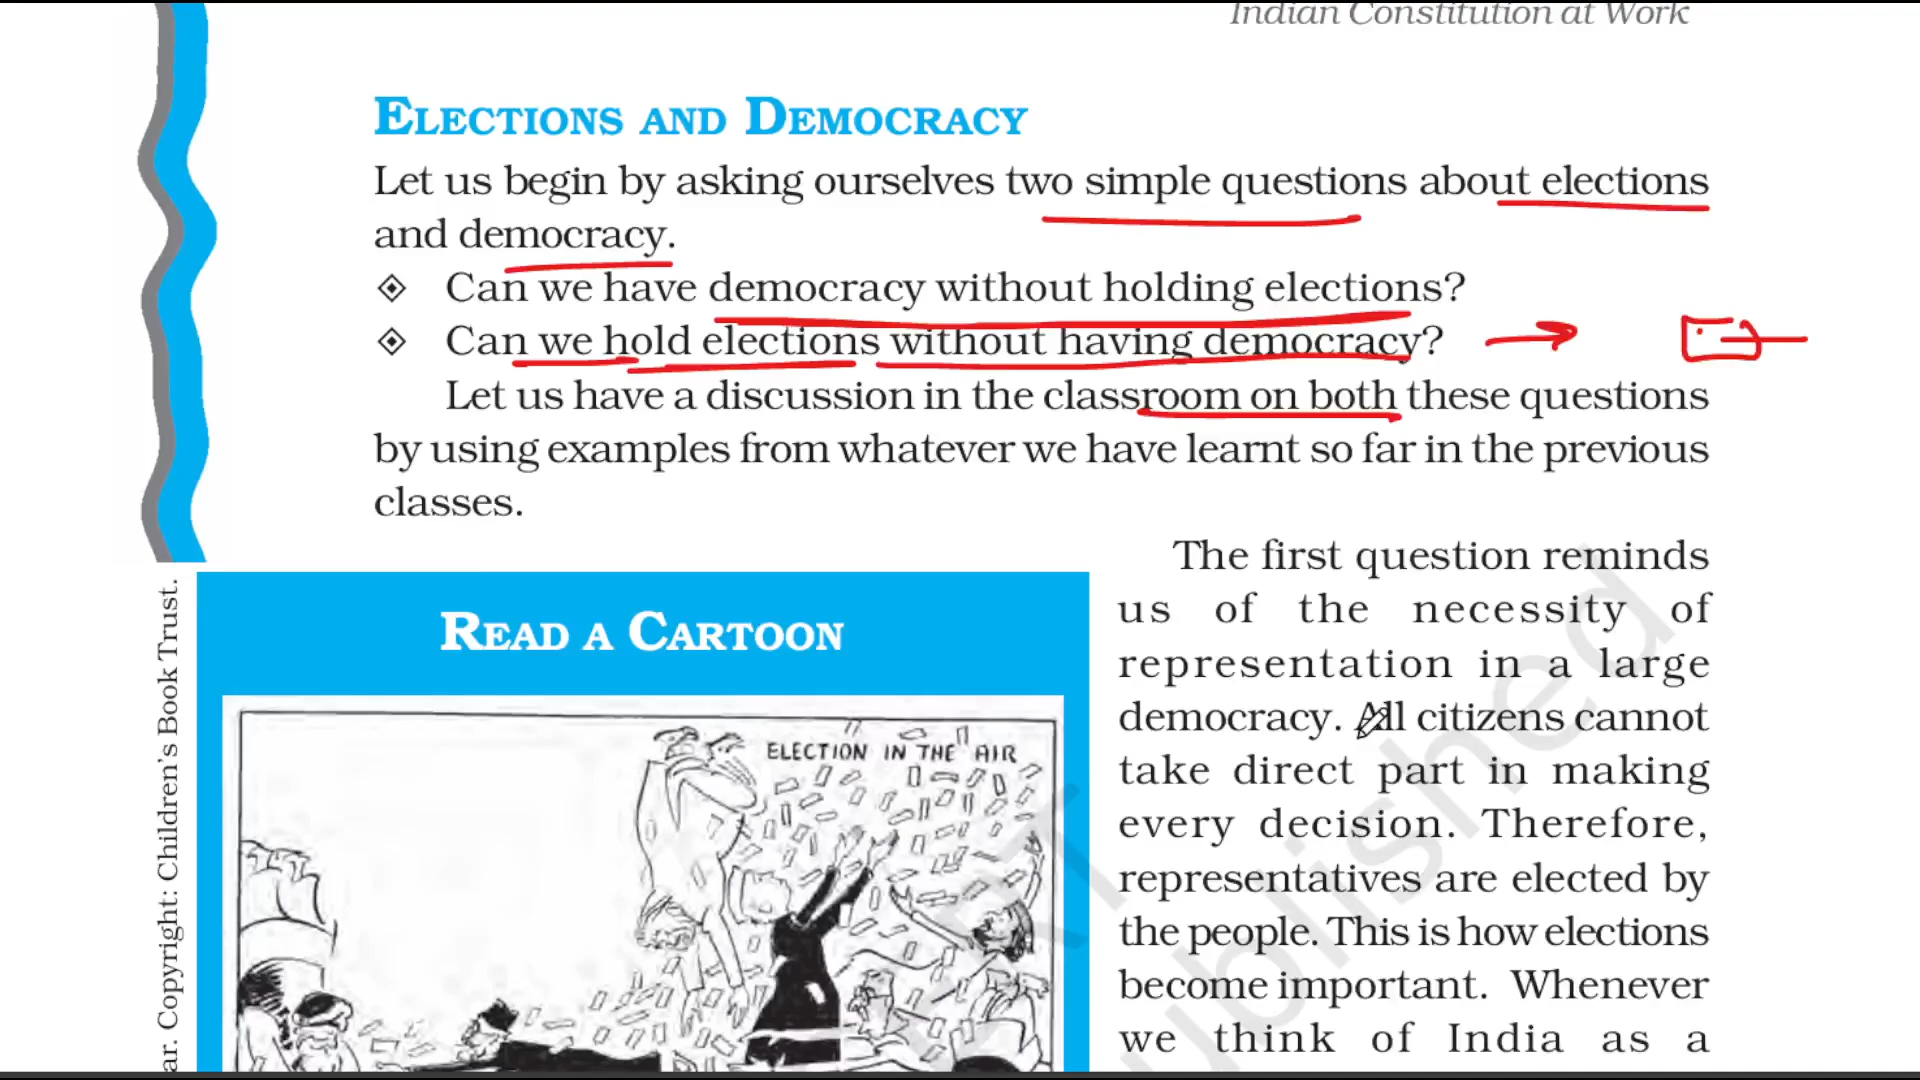 Indian Constitution at Work
ELECTIONS AND DEMOCRACY
Let us begin by asking ourselves two simple questions about elections
and democracy.
Can we have democracy without holding elections?
Can we hold elections without having democracy?
Let us have a discussion in the classroom on both these questions
by using examples from whatever we have learnt so far in the previous
classes.
READ A CARTOON
ELECTION IN THE AIR
ar. Copyright: Children’s Book Trust.
The first question reminds
us of the necessity of
representation in a large
democracy. All citizens cannot
take direct part in making
every decision. Therefore,
representatives are elected by
the people. This is how elections
become important. Whenever
we think of India as a